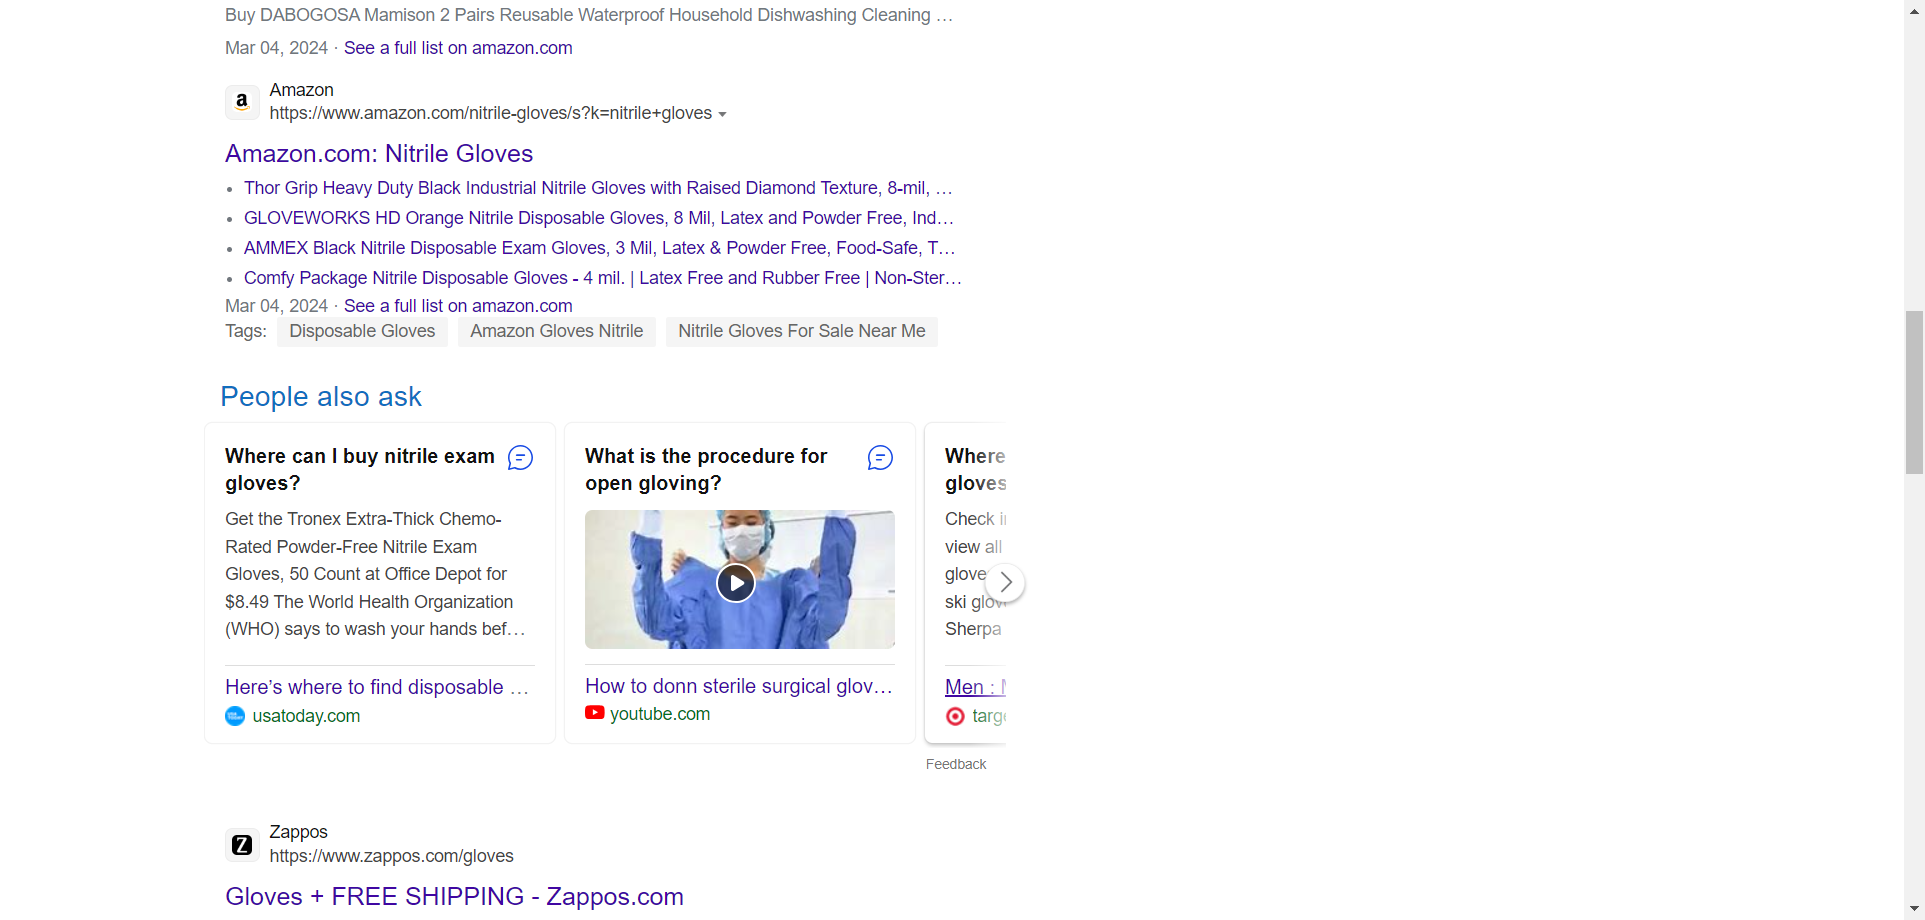 Buy DABOGOSA Mamison 2 Pairs Reusable Waterproof Household Dishwashing Cleaning …
Mar 04, 2024 · See a full list on amazon.com
Amazon
https://www.amazon.com/nitrile-gloves/s?k=nitrile+gloves
Amazon.com: Nitrile Gloves
Thor Grip Heavy Duty Black Industrial Nitrile Gloves with Raised Diamond Texture, 8-mil, …
GLOVEWORKS HD Orange Nitrile Disposable Gloves, 8 Mil, Latex and Powder Free, Ind…
AMMEX Black Nitrile Disposable Exam Gloves, 3 Mil, Latex & Powder Free, Food-Safe, T…
Comfy Package Nitrile Disposable Gloves - 4 mil. | Latex Free and Rubber Free | Non-Ster…
Mar 04, 2024 · See a full list on amazon.com
Tags: Disposable Gloves Amazon Gloves Nitrile Nitrile Gloves For Sale Near Me
People also ask
Where can I buy nitrile exam
gloves?
Get the Tronex Extra-Thick Chemo-
Rated Powder-Free Nitrile Exam
Gloves, 50 Count at Office Depot for
$8.49 The World Health Organization
(WHO) says to wash your hands bef…
Here's where to find disposable …
usatoday.com
What is the procedure for
open gloving?
How to donn sterile surgical glov…
youtube.com
Where
gloves
Check
view all
glove
ski glov
Sherpa
Men :
targe
Feedback
Zappos
https://www.zappos.com/gloves
Gloves + FREE SHIPPING - Zappos.com